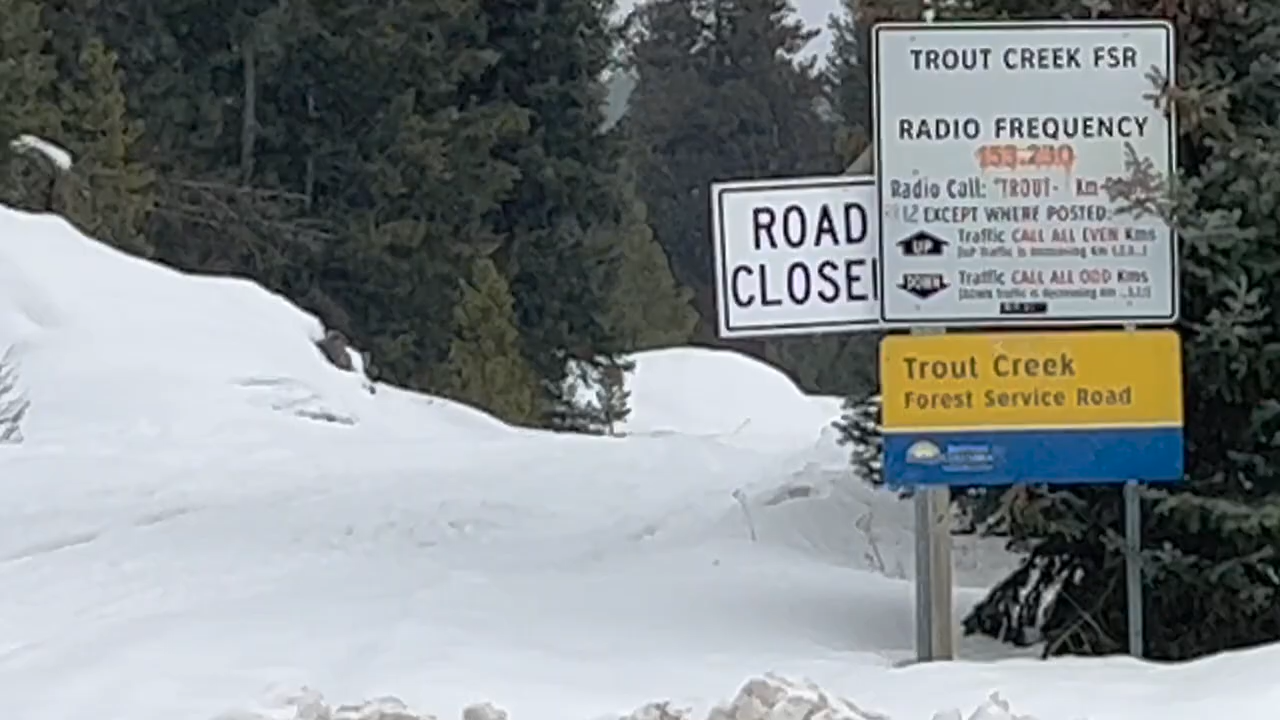 TROUT CREEK FSR
RADIO FREQUENCY
153.230
Radio Call: "TROUT- Km
EXCEPT WHERE POSTED:
UP Traffic CALL ALL EVEN Kms
DOWN Traffic CALL ALL ODD Kms
ROAD
CLOSE
Trout Creek
Forest Service Road